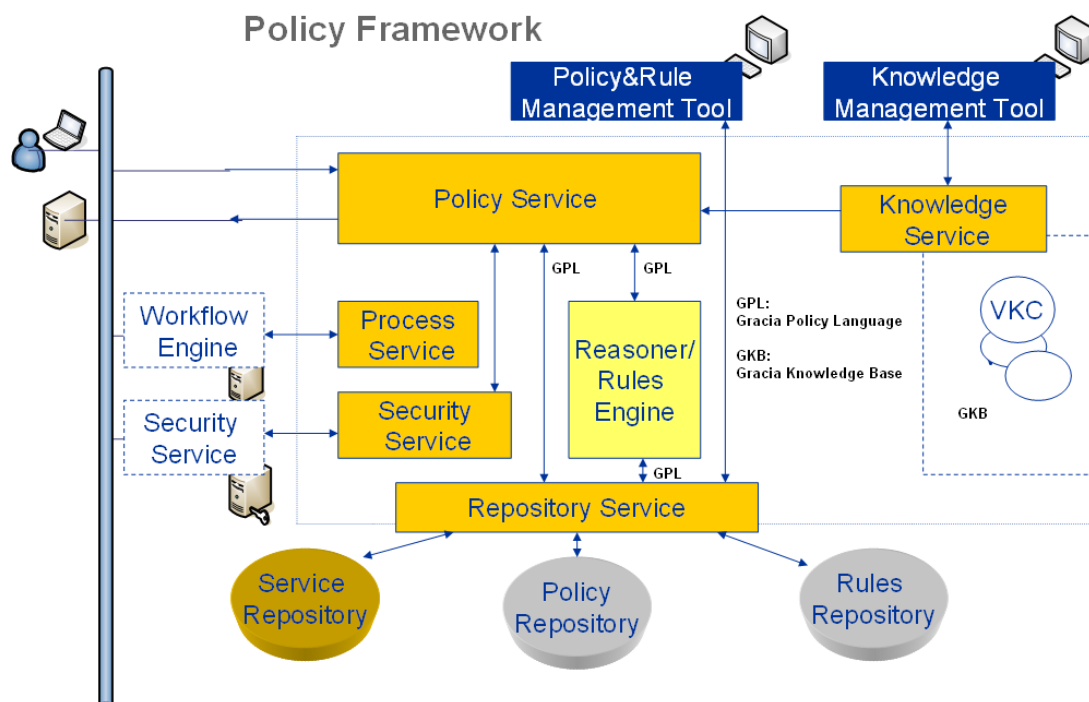 Policy Framework
Policy&Rule
Management Tool
Knowledge
Management Tool
Policy Service
Knowledge
Service
GPL
GPL
GPL:
Gracia Policy Language
GKB:
Gracia Knowledge Base
VKC
GKB
Workflow
Engine
Process
Service
Reasoner/
Rules
Engine
Security
Service
Security
Service
GPL
Repository Service
Service
Repository
Policy
Repository
Rules
Repository